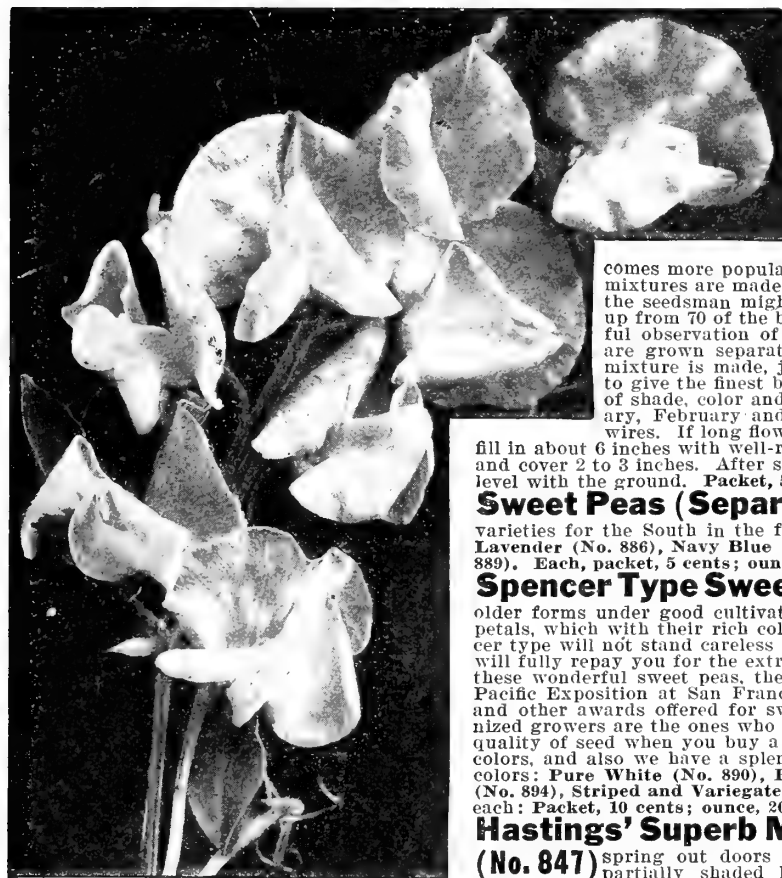 comes more popula
mixtures are made
the seedsman migh
up from 70 of the b
ful observation of
are grown separat
mixture is made, j
to give the finest b
of shade, color and
ary, February and
wires. If long flow
fill in about 6 inches with well-r
and cover 2 to 3 inches. After s
level with the ground. Packet, 5
Sweet Peas (Separ
varieties for the South in the f
Lavender (No. 886), Navy Blue
889). Each, packet, 5 cents; oun
Spencer Type Swee
older forms under good cultivat
petals, which with their rich col
cer type will not stand careless
will fully repay you for the extr
these wonderful sweet peas, the
Pacific Exposition at San Franc
and other awards offered for sw
nized growers are the ones who
quality of seed when you buy a
colors, and also we have a splen
colors: Pure White (No. 890), 
(No. 894), Striped and Variegate
each: Packet, 10 cents; ounce, 20
Hastings' Superb M
(No. 847) spring out doors
partially shaded